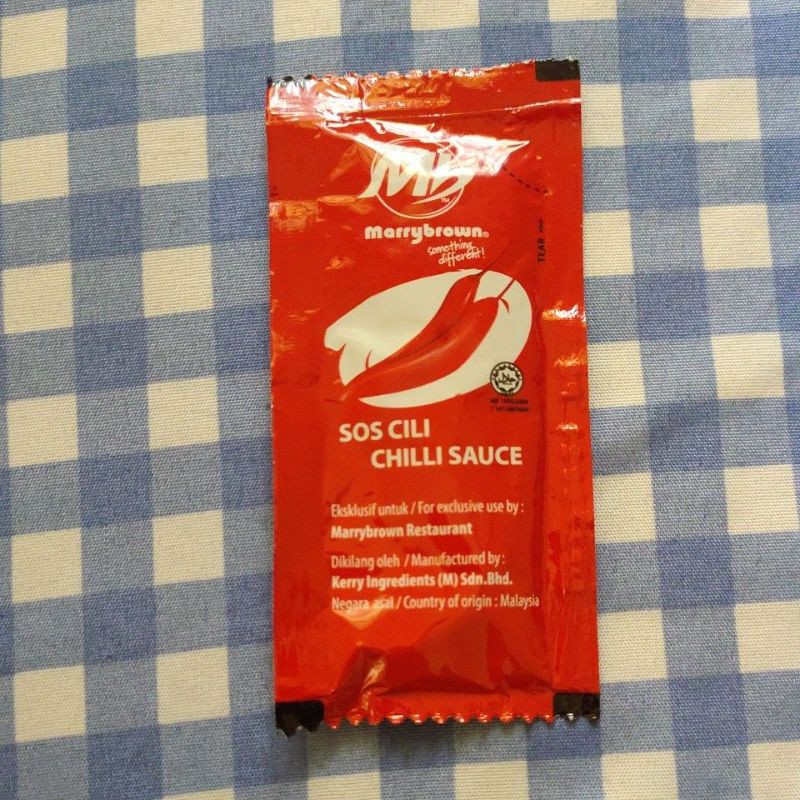 MB
TM
Marrybrown®
something
different!
TEAR >>>
SOS CILI
CHILLI SAUCE
Eksklusif untuk / For exclusive use by :
Marrybrown Restaurant
Dikilang oleh / Manufactured by :
Kerry Ingredients (M) Sdn.Bhd.
Negara asal / Country of origin : Malaysia